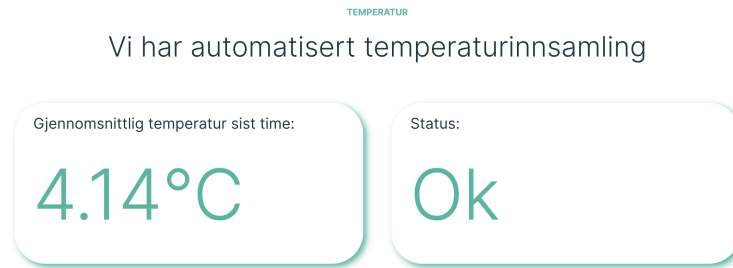 TEMPERATUR
Vi har automatisert temperaturinnsamling
Gjennomsnittlig temperatur sist time:
4.14°C
Status:
Ok